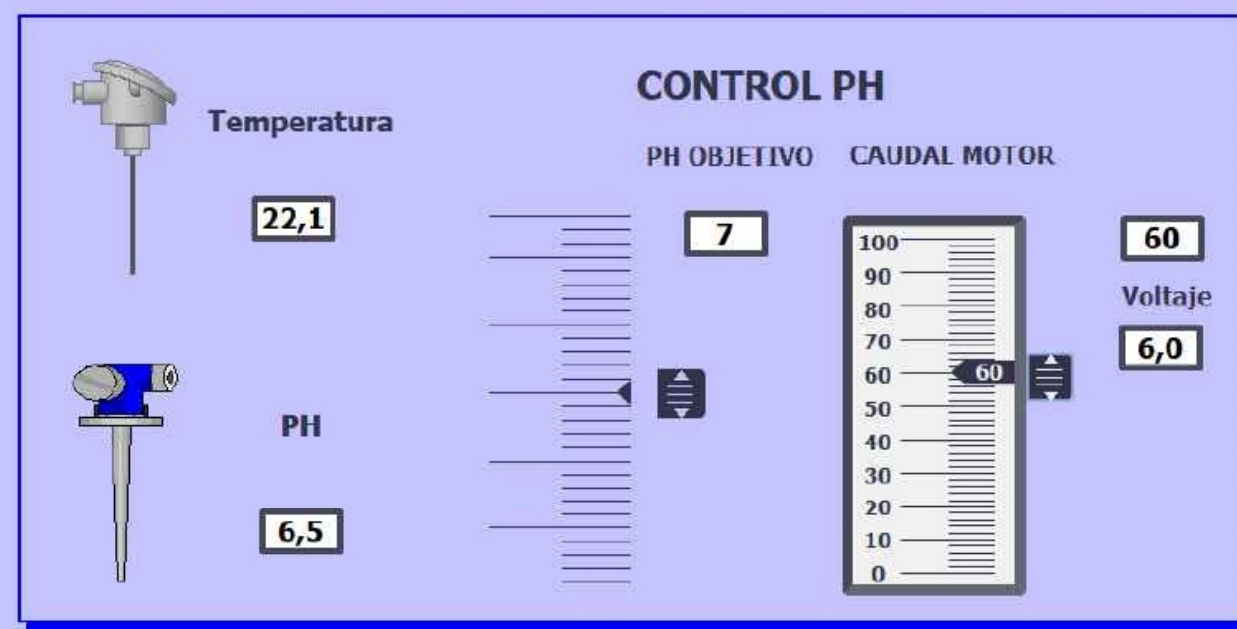 CONTROL PH
Temperatura
22,1
PH
6,5
PH OBJETIVO
7
CAUDAL MOTOR
100
90
80
70
60
50
40
30
20
10
0
60
60
Voltaje
6,0